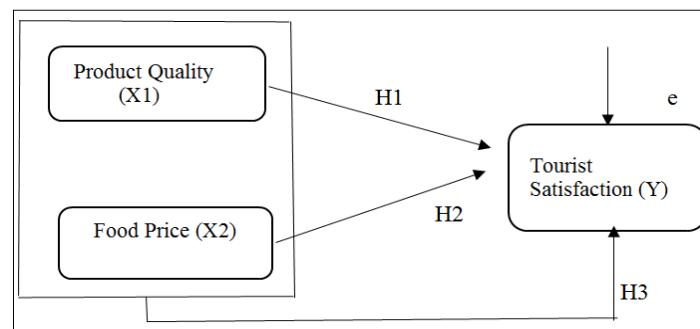 Product Quality
(X1)
H1
e
Tourist
Satisfaction (Y)
Food Price (X2)
H2
H3